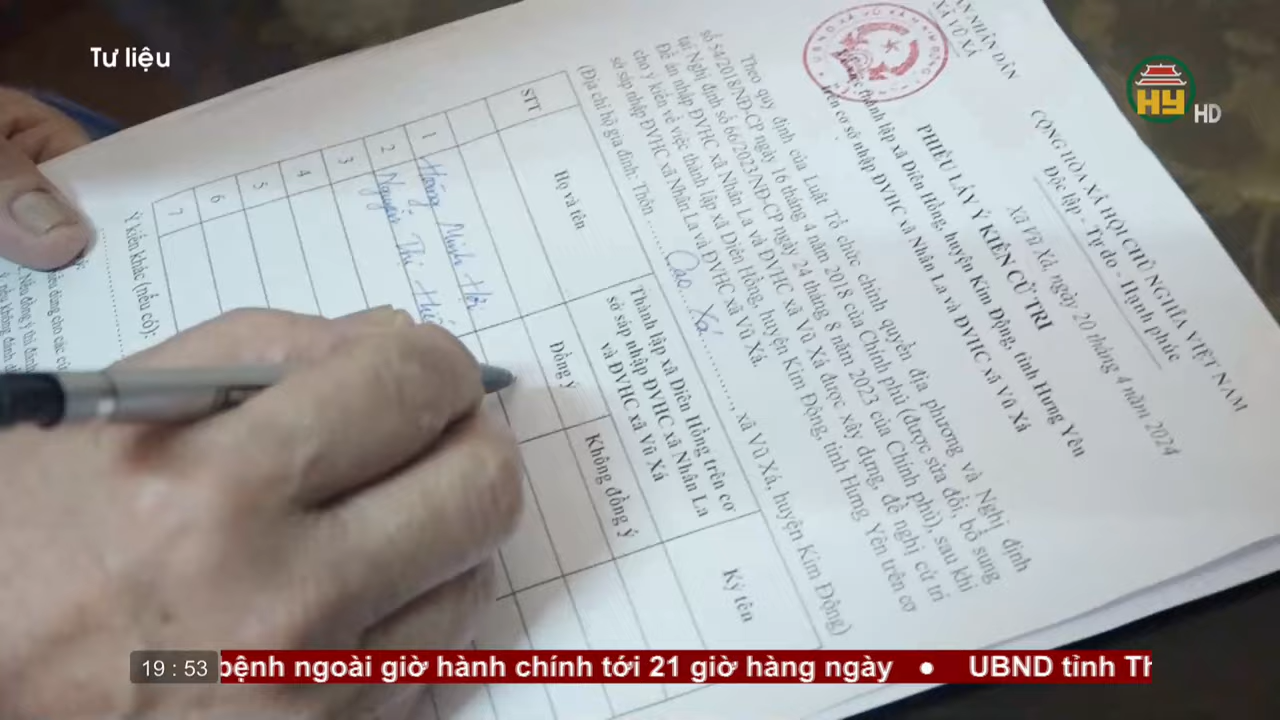 Tư liệu
HY HD
ÂN NHÂN DÂN
XÃ VŨ XÁ
CỘNG HÒA XÃ HỘI CHỦ NGHĨA VIỆT NAM
Độc lập - Tự do - Hạnh phúc
Xã Vũ Xá, ngày 20 tháng 4 năm 2024
PHIẾU LẤY Ý KIẾN CỬ TRI
thành lập xã Diên Hồng, huyện Kim Động, tỉnh Hưng Yên
trên cơ sở nhập ĐVHC xã Nhân La và ĐVHC xã Vũ Xá
Theo quy định của Luật Tổ chức chính quyền địa phương và Nghị định
số 54/2018/NĐ-CP ngày 16 tháng 4 năm 2018 của Chính phủ (được sửa đổi, bổ sung
tại Nghị định số 66/2023/NĐ-CP ngày 24 tháng 8 năm 2023 của Chính phủ), sau khi
Đề án nhập ĐVHC xã Nhân La và ĐVHC xã Vũ Xá được xây dựng, đề nghị cử tri
cho ý kiến về việc thành lập xã Diên Hồng, huyện Kim Động, tỉnh Hưng Yên trên cơ
sở sáp nhập ĐVHC xã Nhân La và ĐVHC xã Vũ Xá.
(Địa chỉ hộ gia đình: Thôn ..... Cao Xá ....., xã Vũ Xá, huyện Kim Động)
STT
Họ và tên
Thành lập xã Diên Hồng trên cơ
sở sáp nhập ĐVHC xã Nhân La
và ĐVHC xã Vũ Xá
Ký tên
Đồng ý
Không đồng ý
1 Hoàng Minh Hội
2 Nguyễn Thị
3
4
5
6
7
Ý kiến khác (nếu có):
19 : 53
bệnh ngoài giờ hành chính tới 21 giờ hàng ngày ● UBND tỉnh Th